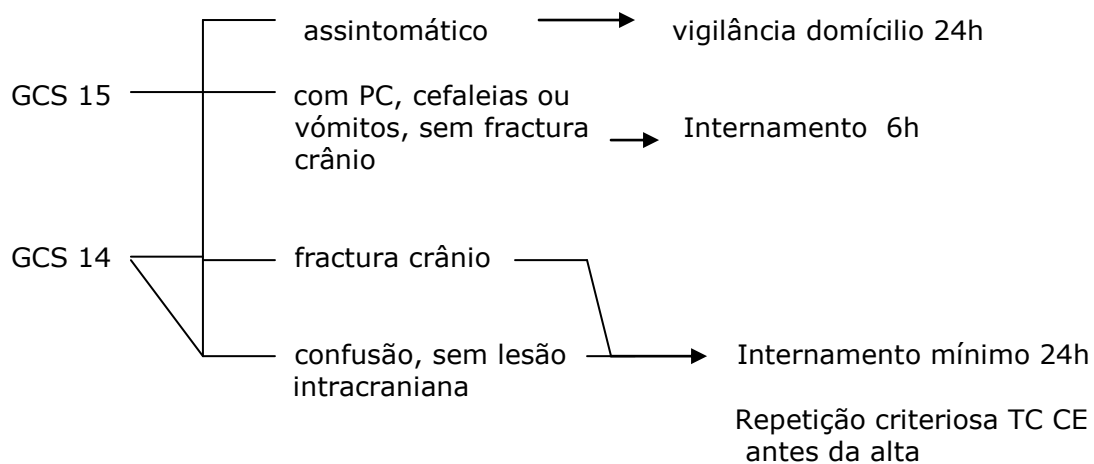 assintomático
vigilância domícilio 24h
GCS 15
com PC, cefaleias ou
vómitos, sem fractura
crânio
Internamento 6h
GCS 14
fractura crânio
confusão, sem lesão
intracraniana
Internamento mínimo 24h
Repetição criteriosa TC CE
antes da alta